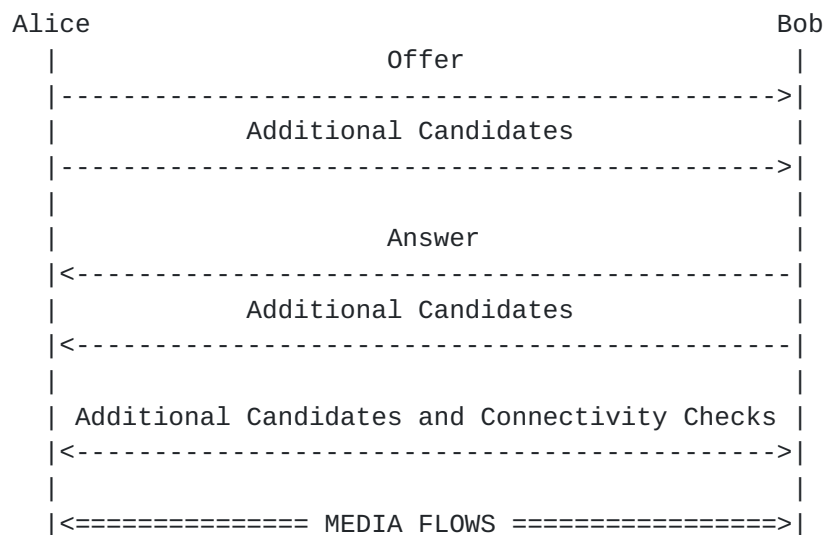 Alice                                            Bob
  |                     Offer                     |
  |---------------------------------------------->|
  |            Additional Candidates              |
  |---------------------------------------------->|
  |                                               |
  |                     Answer                    |
  |<----------------------------------------------|
  |            Additional Candidates              |
  |<----------------------------------------------|
  |                                               |
  | Additional Candidates and Connectivity Checks |
  |<--------------------------------------------->|
  |                                               |
  |<=============== MEDIA FLOWS =================>|